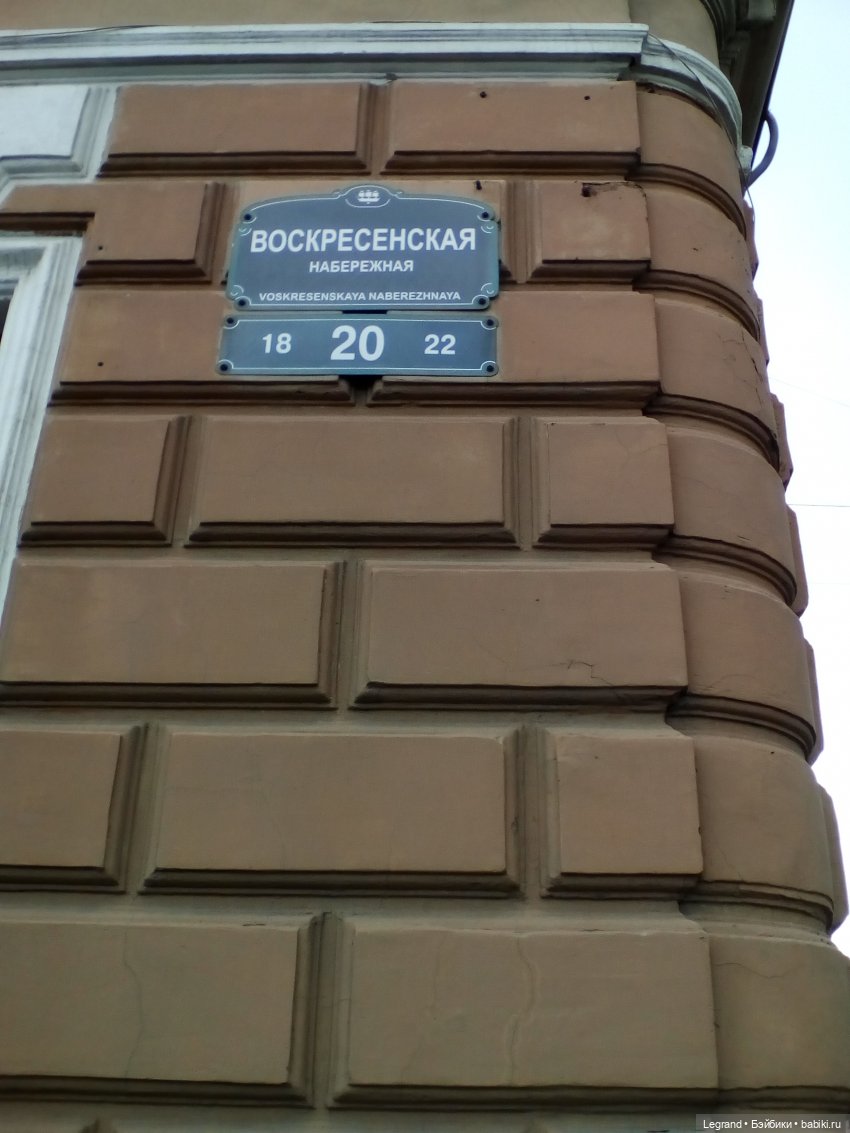 ВОСКРЕСЕНСКАЯ
НАБЕРЕЖНАЯ
VOSKRESENSKAYA NABEREZHNAYA
18 20 22
Legrand • Бэйбики • babiki.ru